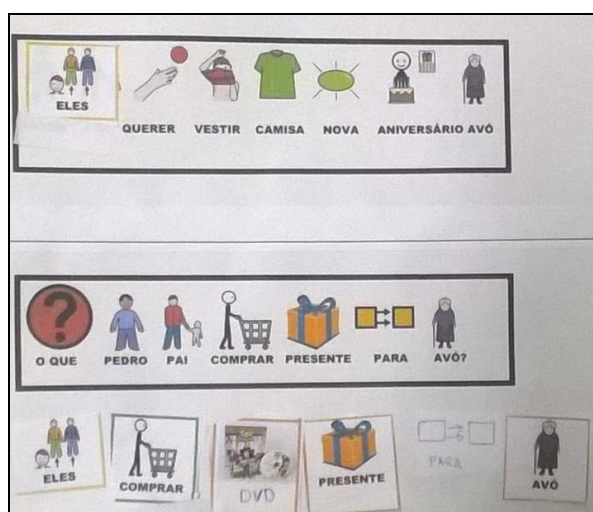 ELES QUERER VESTIR CAMISA NOVA ANIVERSÁRIO AVÓ
O QUE PEDRO PAI COMPRAR PRESENTE PARA AVÓ?
ELES COMPRAR DVD PRESENTE PARA AVÓ